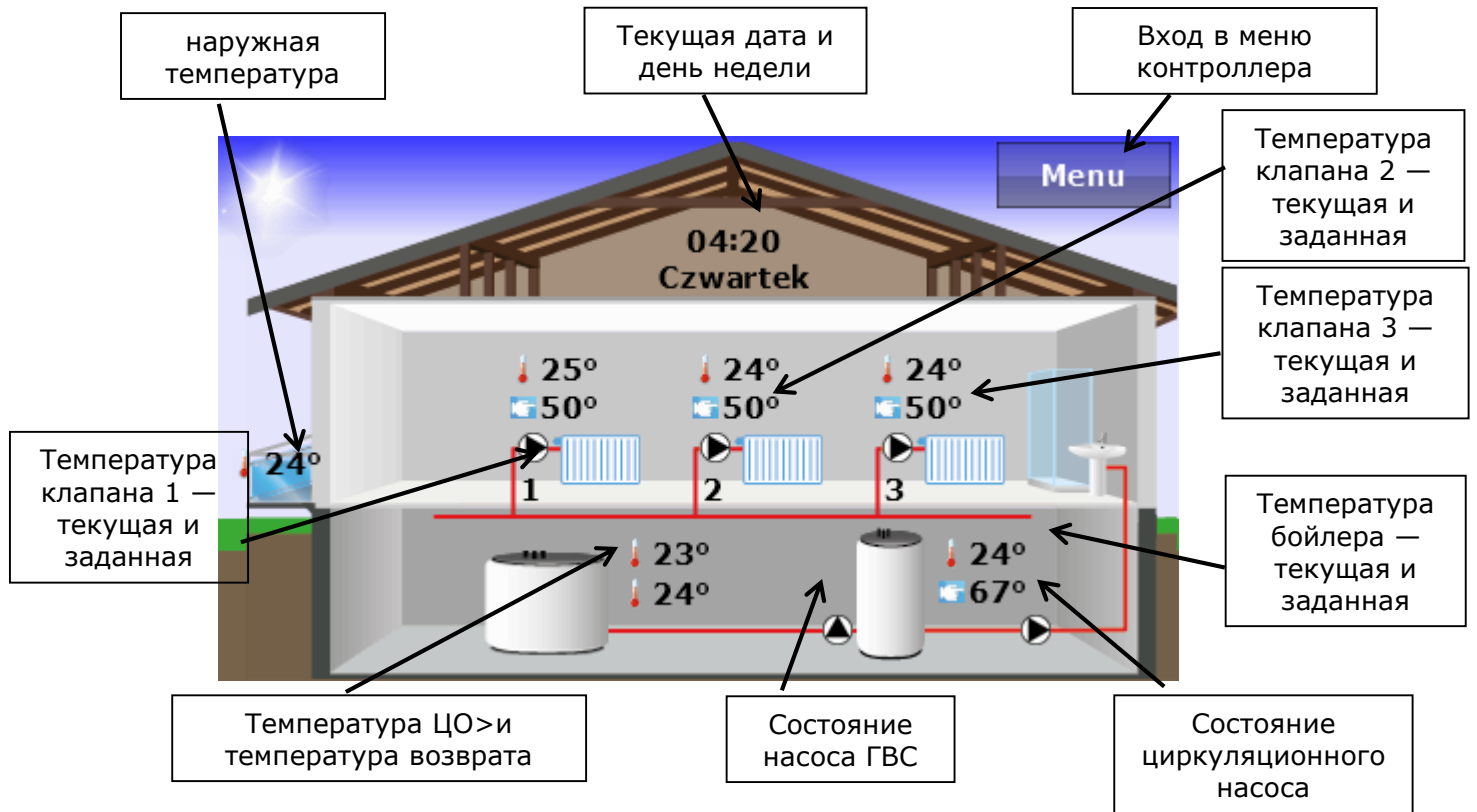 наружная
температура
Текущая дата и
день недели
Вход в меню
контроллера
Температура
клапана 2 —
текущая и
заданная
Menu
04:20
Czwartek
Температура
клапана 3 —
текущая и
заданная
25° 24° 24°
50° 50° 50°
Температура
клапана 1 —
текущая и
заданная
24°
1 2 3
Температура
бойлера —
текущая и
заданная
23° 24°
24° 67°
Температура ЦО>и
температура возврата
Состояние
насоса ГВС
Состояние
циркуляционного
насоса